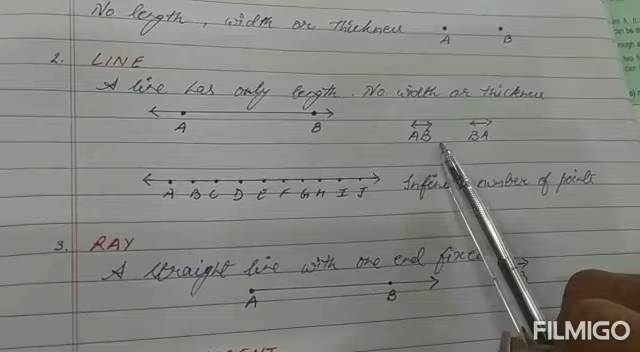 No length, width or thickness
A B
2. LINE
A line has only length. No width or thickness
A B AB BA
A B C D E F G H I J number of points
3. RAY
A straight line with one end fixed
A B
FILMIGO